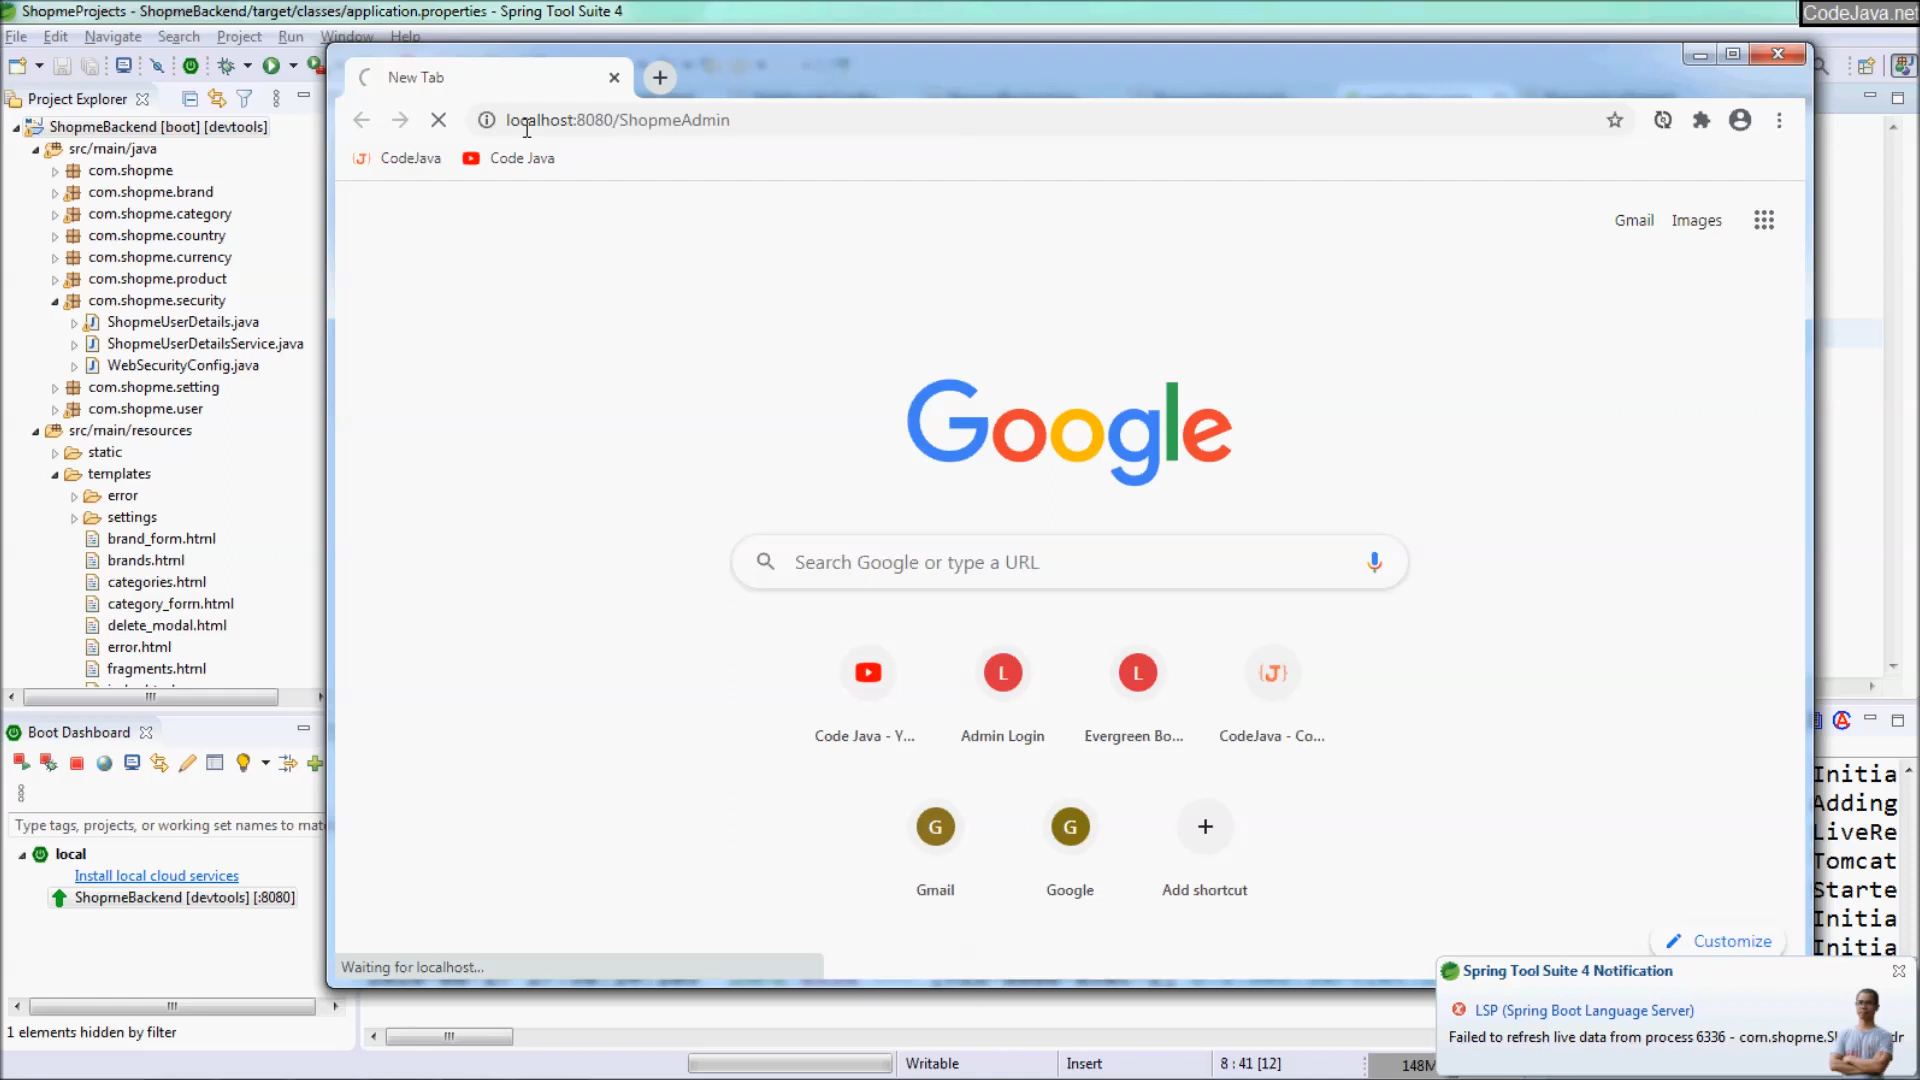 ShopmeProjects - ShopmeBackend/target/classes/application.properties - Spring Tool Suite 4
CodeJava.net
File Edit Navigate Search Project Run Window Help
New Tab
Project Explorer
localhost:8080/ShopmeAdmin
ShopmeBackend [boot] [devtools]
src/main/java
CodeJava
Code Java
com.shopme
com.shopme.brand
com.shopme.category
com.shopme.country
com.shopme.currency
com.shopme.product
com.shopme.security
ShopmeUserDetails.java
ShopmeUserDetailsService.java
WebSecurityConfig.java
com.shopme.setting
com.shopme.user
src/main/resources
static
templates
error
settings
brand_form.html
brands.html
categories.html
category_form.html
delete_modal.html
error.html
fragments.html
Gmail Images
Google
Search Google or type a URL
L L {J}
Code Java - Y... Admin Login Evergreen Bo... CodeJava - Co...
G G
Gmail Google Add shortcut
Customize
Waiting for localhost...
Boot Dashboard
Type tags, projects, or working set names to mat
local
Install local cloud services
ShopmeBackend [devtools] [:8080]
1 elements hidden by filter
Initia
Adding
LiveRe
Tomcat
Starte
Initia
Initia
Spring Tool Suite 4 Notification
LSP (Spring Boot Language Server)
Failed to refresh live data from process 6336 - com.shopme.S
Writable Insert 8 : 41 [12] 148M